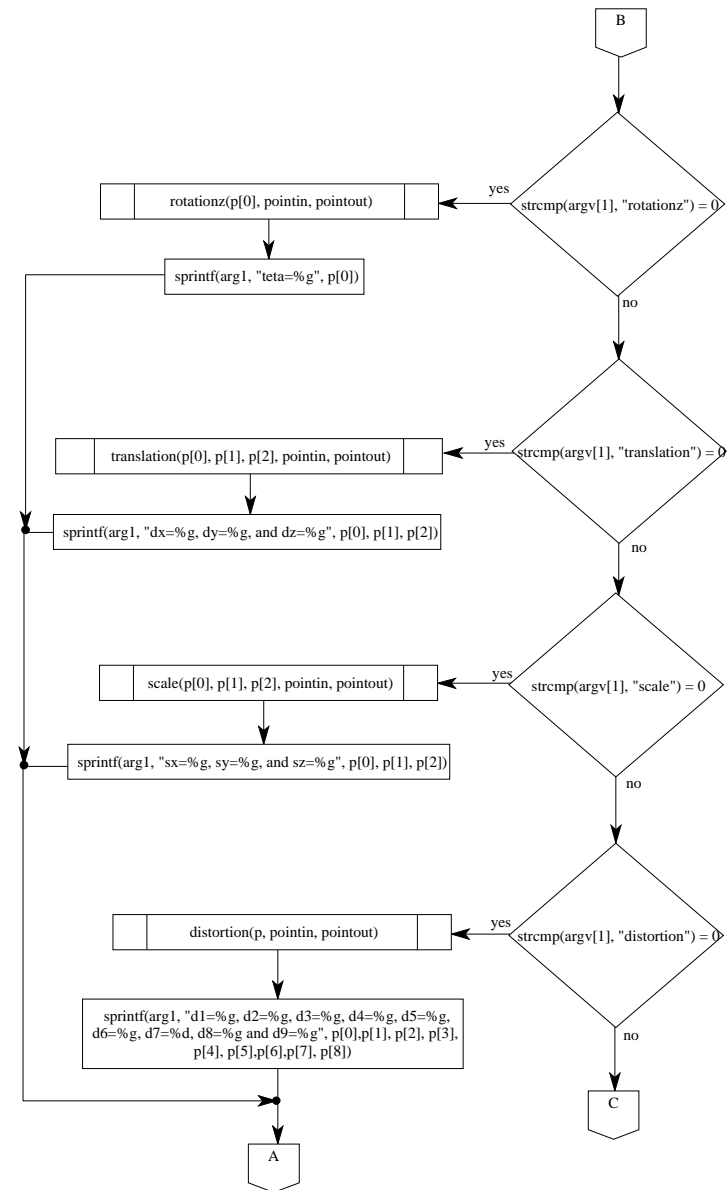 B
yes
rotationz(p[0], pointin, pointout)
strcmp(argv[1], "rotationz") = 0
sprintf(arg1, "teta=%g", p[0])
no
yes
translation(p[0], p[1], p[2], pointin, pointout)
strcmp(argv[1], "translation") = 0
sprintf(arg1, "dx=%g, dy=%g, and dz=%g", p[0], p[1], p[2])
no
yes
scale(p[0], p[1], p[2], pointin, pointout)
strcmp(argv[1], "scale") = 0
sprintf(arg1, "sx=%g, sy=%g, and sz=%g", p[0], p[1], p[2])
no
yes
distortion(p, pointin, pointout)
strcmp(argv[1], "distortion") = 0
sprintf(arg1, "d1=%g, d2=%g, d3=%g, d4=%g, d5=%g,
d6=%g, d7=%d, d8=%g and d9=%g", p[0],p[1], p[2], p[3],
p[4], p[5],p[6],p[7], p[8])
no
C
A